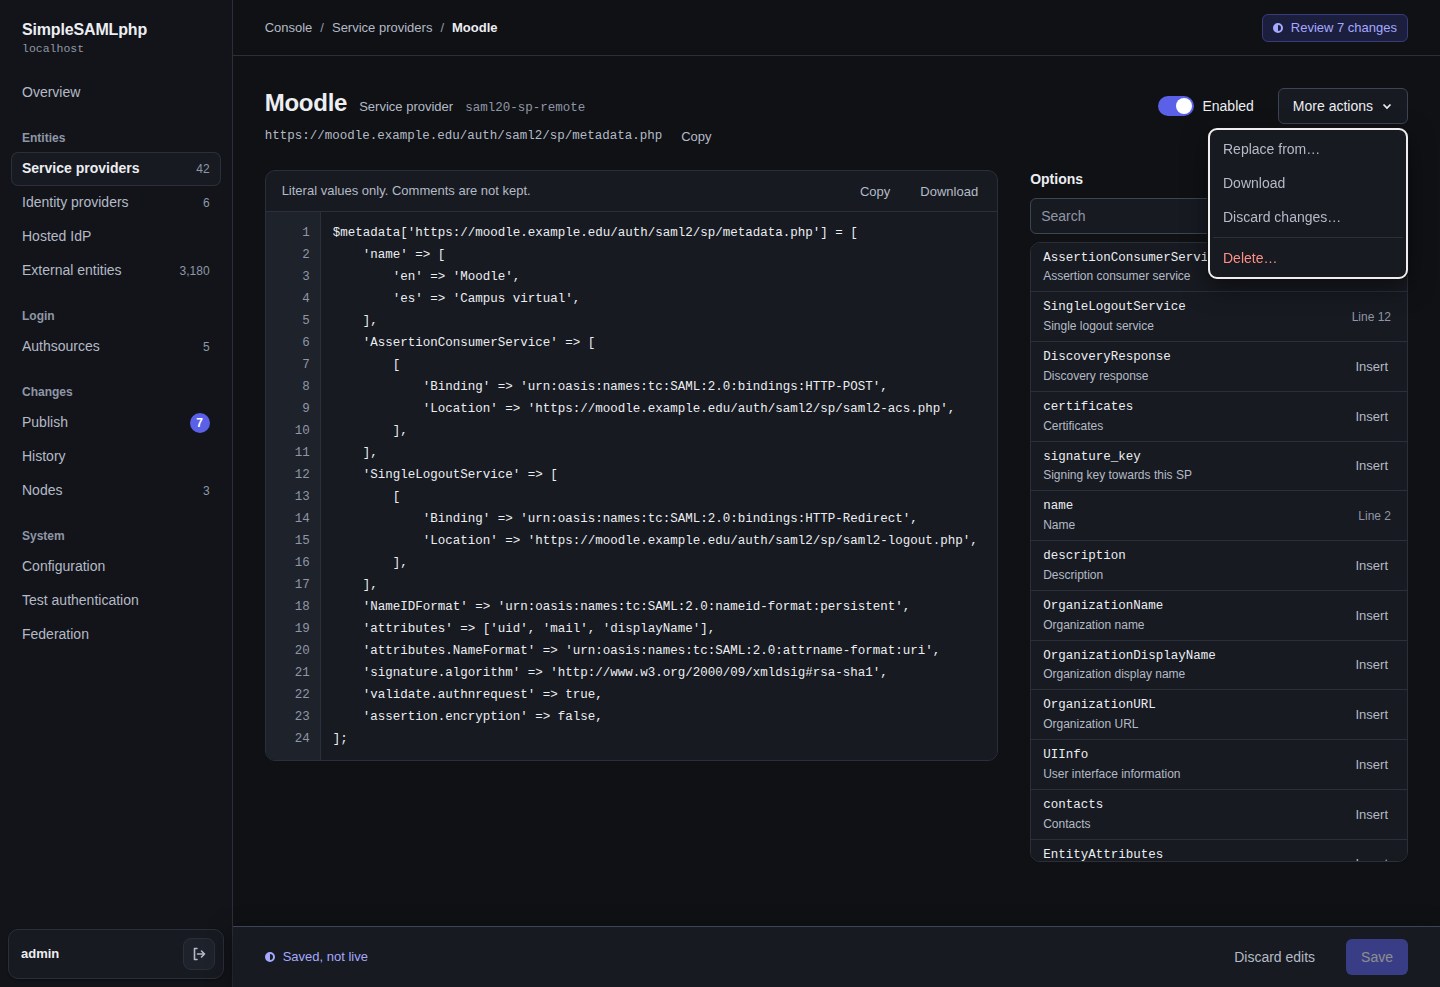 SimpleSAMLphp
localhost
Overview
Entities
Service providers 42
Identity providers 6
Hosted IdP
External entities 3,180
Login
Authsources 5
Changes
Publish 7
History
Nodes 3
System
Configuration
Test authentication
Federation
admin
Console / Service providers / Moodle
Review 7 changes
Moodle Service provider saml20-sp-remote
https://moodle.example.edu/auth/saml2/sp/metadata.php Copy
Enabled
More actions
Replace from…
Download
Discard changes…
Delete…
Literal values only. Comments are not kept. Copy Download
1 $metadata['https://moodle.example.edu/auth/saml2/sp/metadata.php'] = [
2 'name' => [
3 'en' => 'Moodle',
4 'es' => 'Campus virtual',
5 ],
6 'AssertionConsumerService' => [
7 [
8 'Binding' => 'urn:oasis:names:tc:SAML:2.0:bindings:HTTP-POST',
9 'Location' => 'https://moodle.example.edu/auth/saml2/sp/saml2-acs.php',
10 ],
11 ],
12 'SingleLogoutService' => [
13 [
14 'Binding' => 'urn:oasis:names:tc:SAML:2.0:bindings:HTTP-Redirect',
15 'Location' => 'https://moodle.example.edu/auth/saml2/sp/saml2-logout.php',
16 ],
17 ],
18 'NameIDFormat' => 'urn:oasis:names:tc:SAML:2.0:nameid-format:persistent',
19 'attributes' => ['uid', 'mail', 'displayName'],
20 'attributes.NameFormat' => 'urn:oasis:names:tc:SAML:2.0:attrname-format:uri',
21 'signature.algorithm' => 'http://www.w3.org/2000/09/xmldsig#rsa-sha1',
22 'validate.authnrequest' => true,
23 'assertion.encryption' => false,
24 ];
Options
Search
AssertionConsumerServi
Assertion consumer service
SingleLogoutService
Single logout service
Line 12
DiscoveryResponse
Discovery response
Insert
certificates
Certificates
Insert
signature_key
Signing key towards this SP
Insert
name
Name
Line 2
description
Description
Insert
OrganizationName
Organization name
Insert
OrganizationDisplayName
Organization display name
Insert
OrganizationURL
Organization URL
Insert
UIInfo
User interface information
Insert
contacts
Contacts
Insert
EntityAttributes
Saved, not live
Discard edits
Save